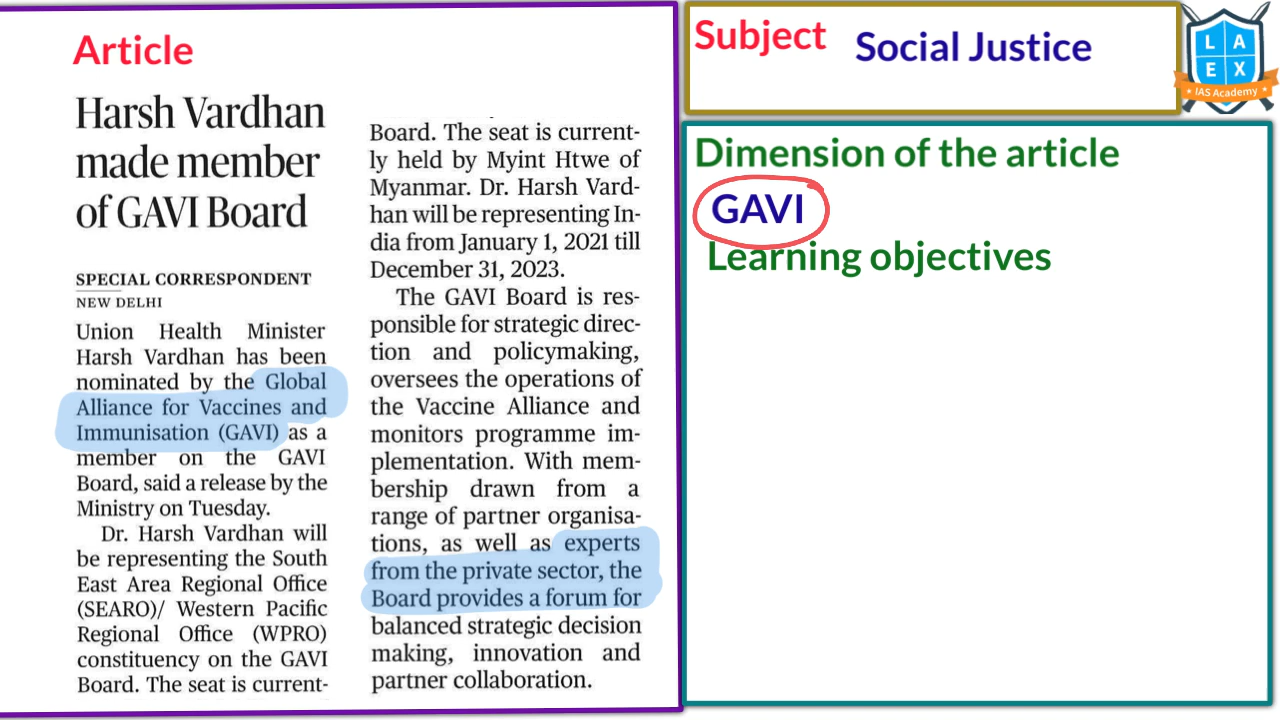 Article
Harsh Vardhan
made member
of GAVI Board
SPECIAL CORRESPONDENT
NEW DELHI
Union Health Minister
Harsh Vardhan has been
nominated by the Global
Alliance for Vaccines and
Immunisation (GAVI) as a
member on the GAVI
Board, said a release by the
Ministry on Tuesday.
Dr. Harsh Vardhan will
be representing the South
East Area Regional Office
(SEARO)/ Western Pacific
Regional Office (WPRO)
constituency on the GAVI
Board. The seat is current-
Board. The seat is current-
ly held by Myint Htwe of
Myanmar. Dr. Harsh Vard-
han will be representing In-
dia from January 1, 2021 till
December 31, 2023.
The GAVI Board is res-
ponsible for strategic direc-
tion and policymaking,
oversees the operations of
the Vaccine Alliance and
monitors programme im-
plementation. With mem-
bership drawn from a
range of partner organisa-
tions, as well as experts
from the private sector, the
Board provides a forum for
balanced strategic decision
making, innovation and
partner collaboration.
Subject
Social Justice
L A
E X
IAS Academy
Dimension of the article
GAVI
Learning objectives